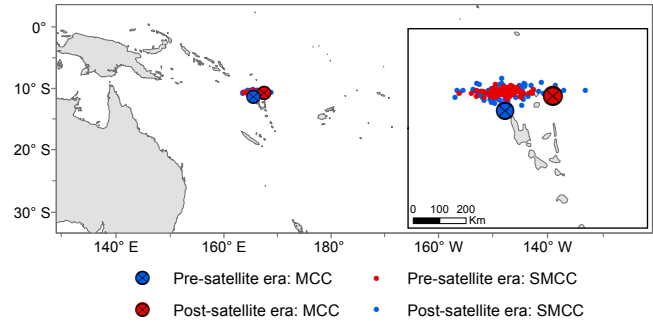 0°
10° S
20° S
30° S
0 100 200
Km
140° E
160° E
180°
160° W
140° W
Pre-satellite era: MCC
Pre-satellite era: SMCC
Post-satellite era: MCC
Post-satellite era: SMCC